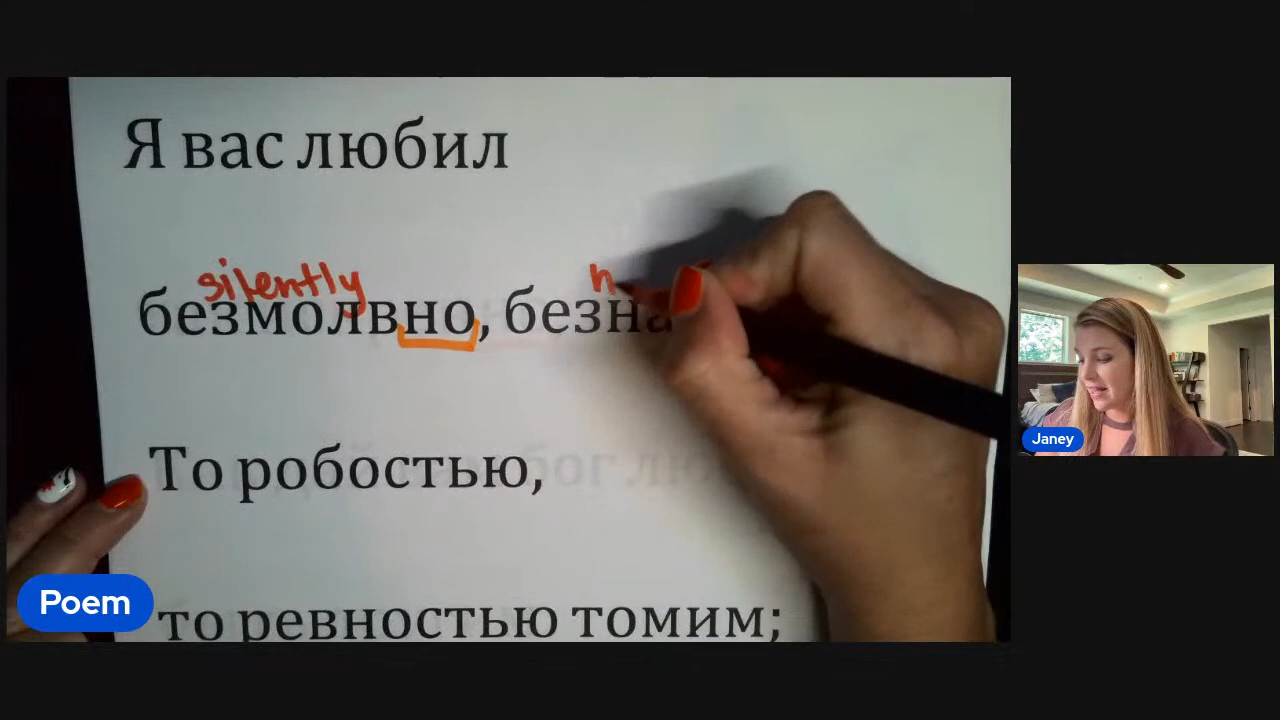 Я вас любил
silently h
безмолвно, безна
То робостью,
то ревностью томим;
Poem
Janey